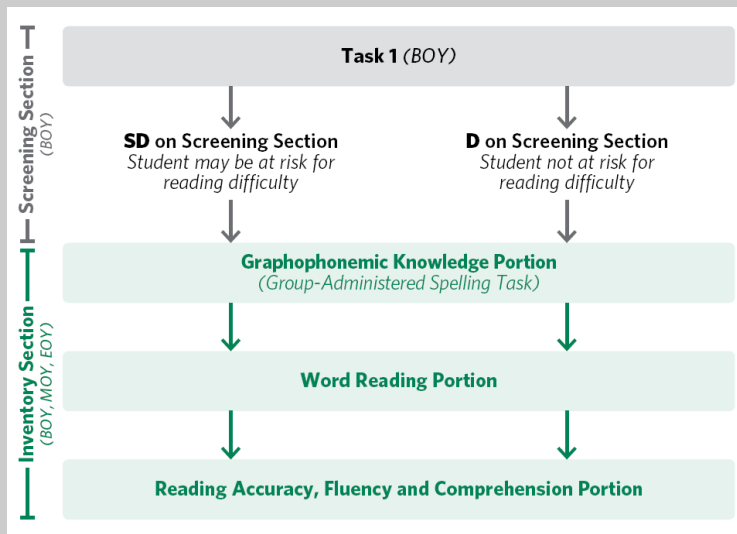 Screening Section
(BOY)
Task 1 (BOY)
SD on Screening Section
Student may be at risk for
reading difficulty
D on Screening Section
Student not at risk for
reading difficulty
Inventory Section
(BOY, MOY, EOY)
Graphophonemic Knowledge Portion
(Group-Administered Spelling Task)
Word Reading Portion
Reading Accuracy, Fluency and Comprehension Portion